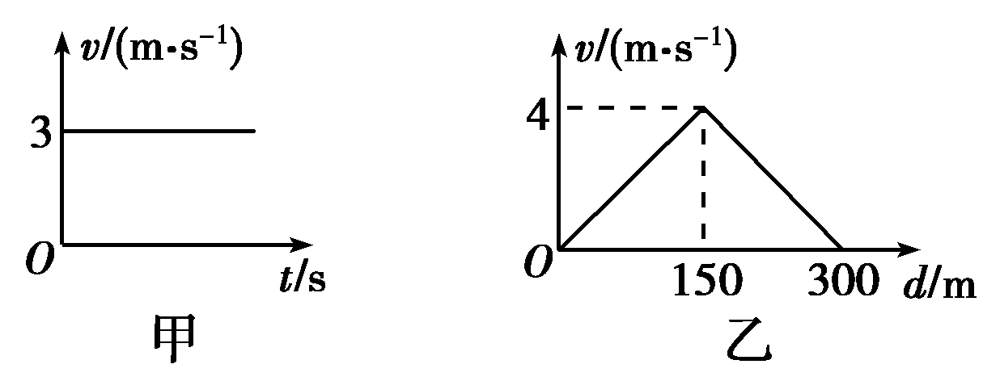 v/(m·s⁻¹)
3
O
t/s
甲
v/(m·s⁻¹)
4
O
150
300
d/m
乙